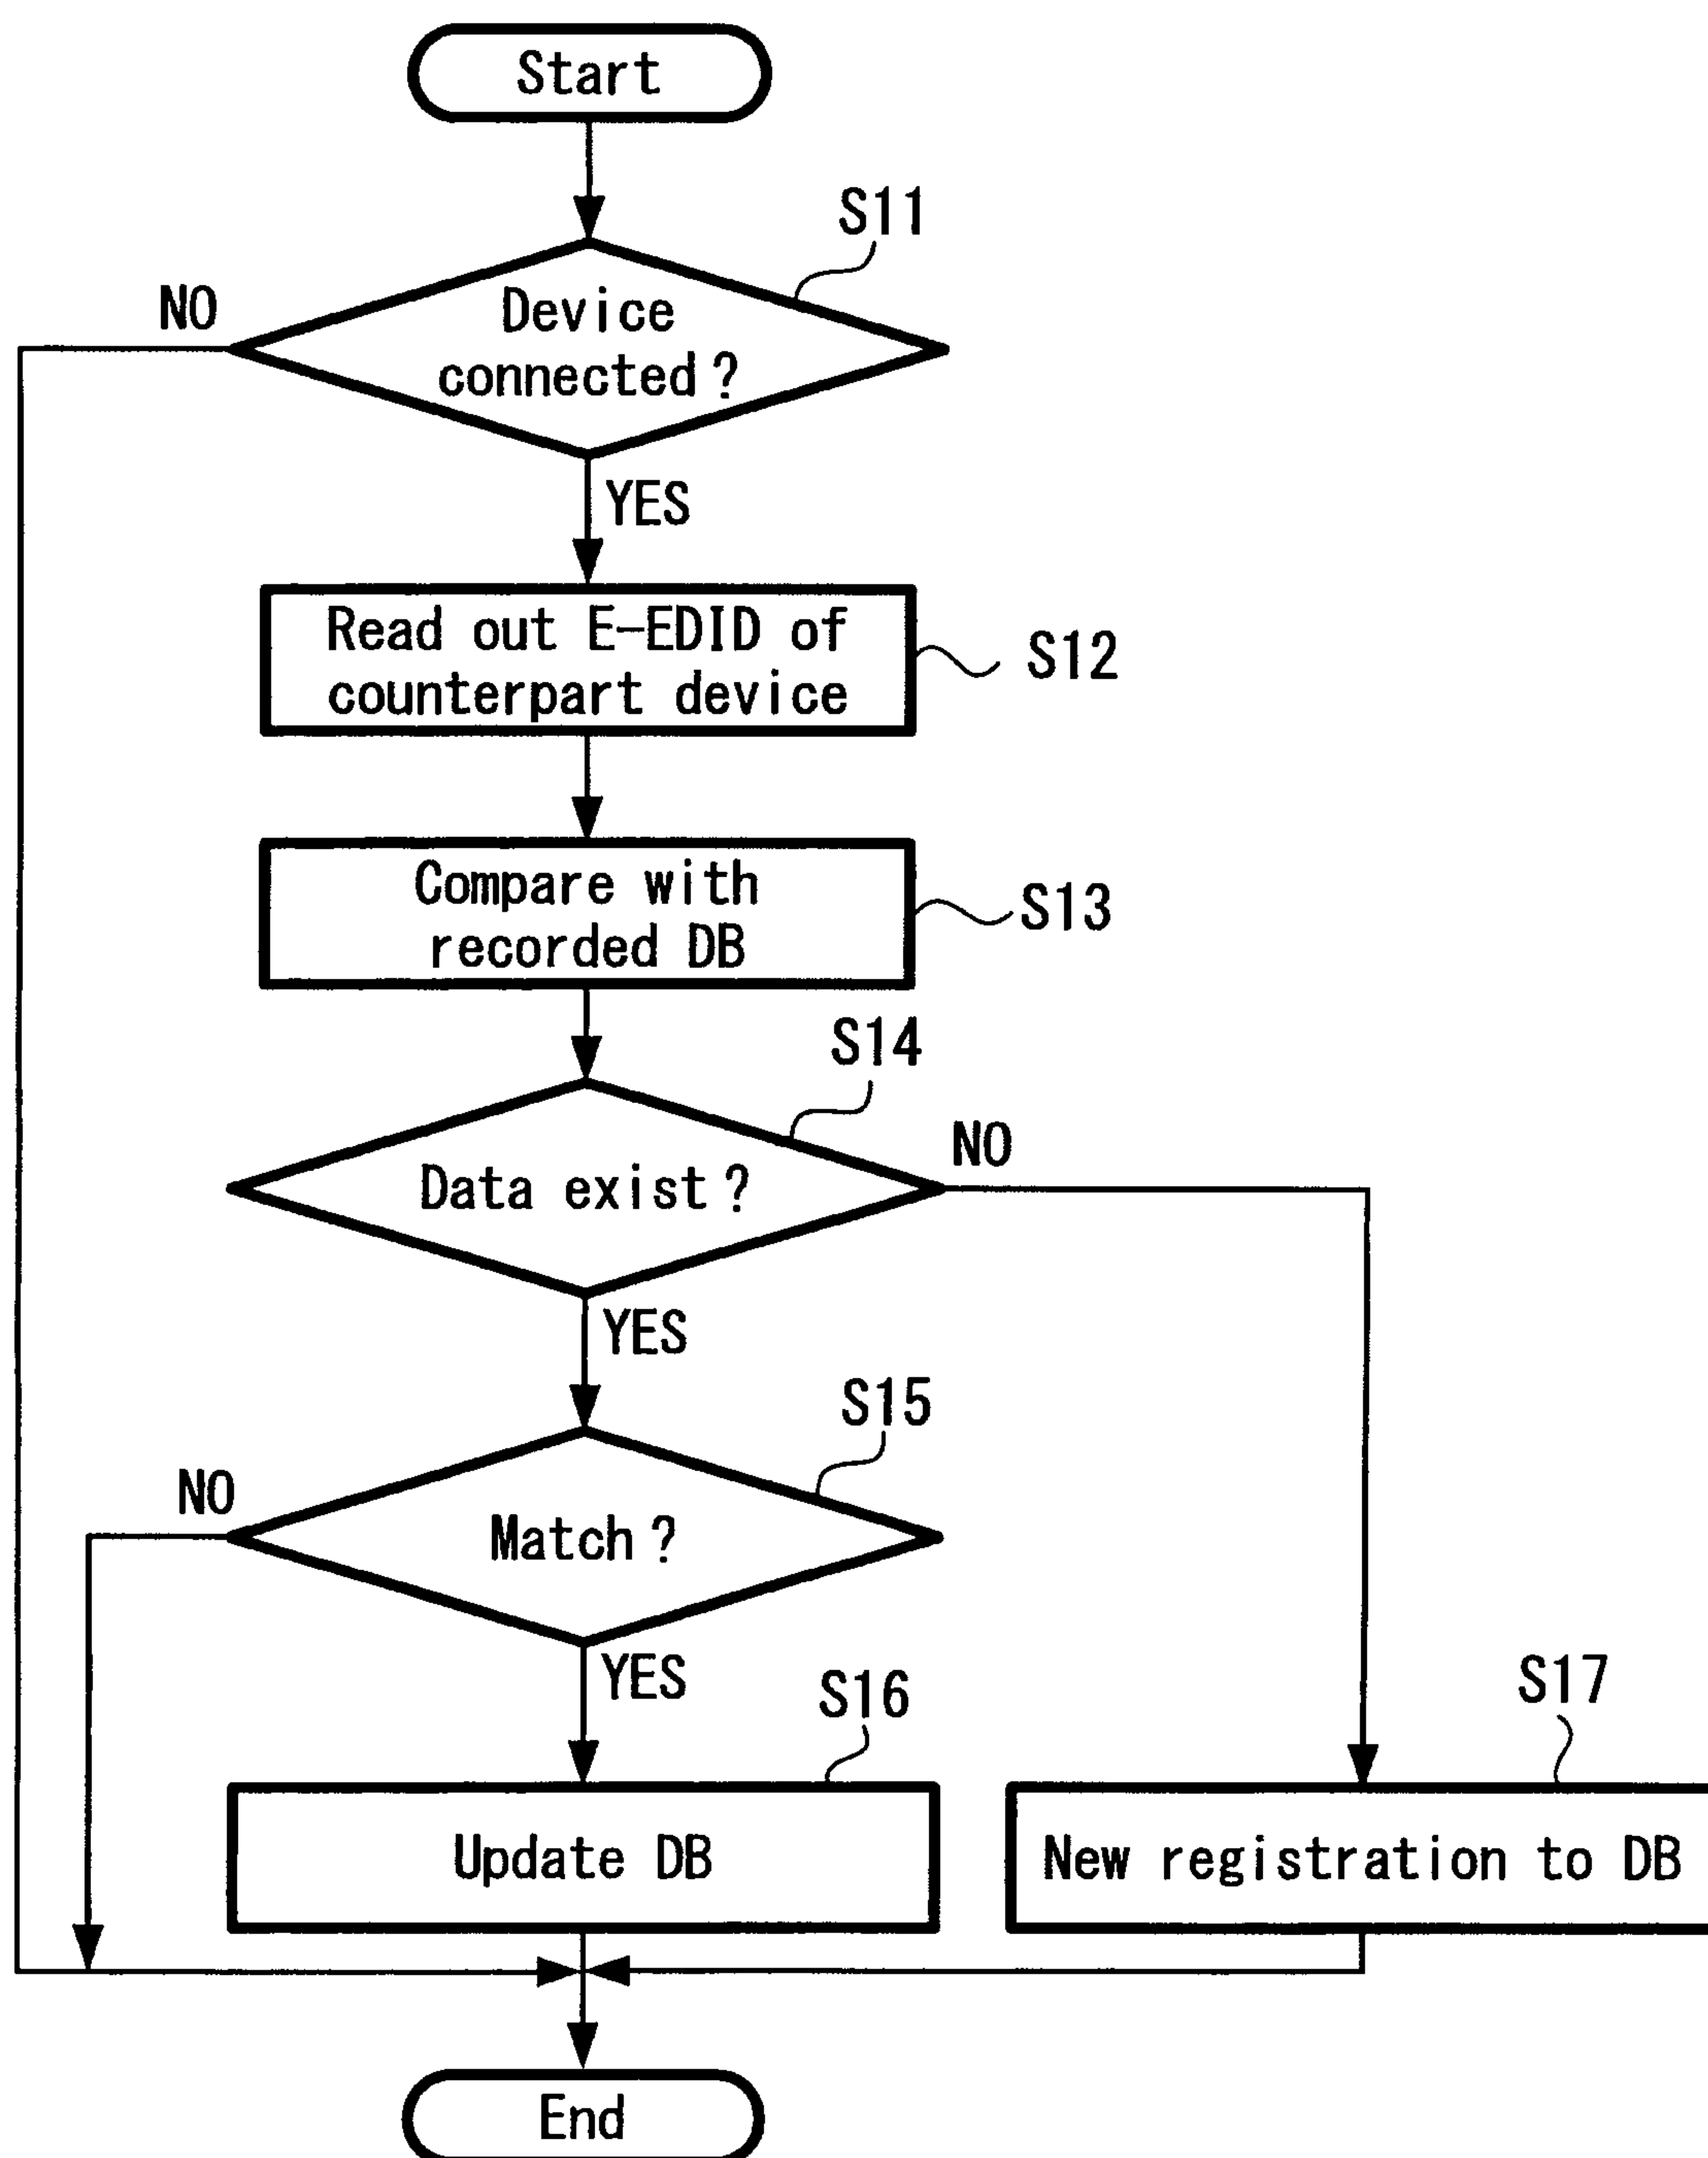 Start
S11
NO
Device
connected?
YES
Read out E-EDID of
counterpart device
S12
Compare with
recorded DB
S13
S14
NO
Data exist?
YES
S15
NO
Match?
YES
S16
S17
Update DB
New registration to DB
End